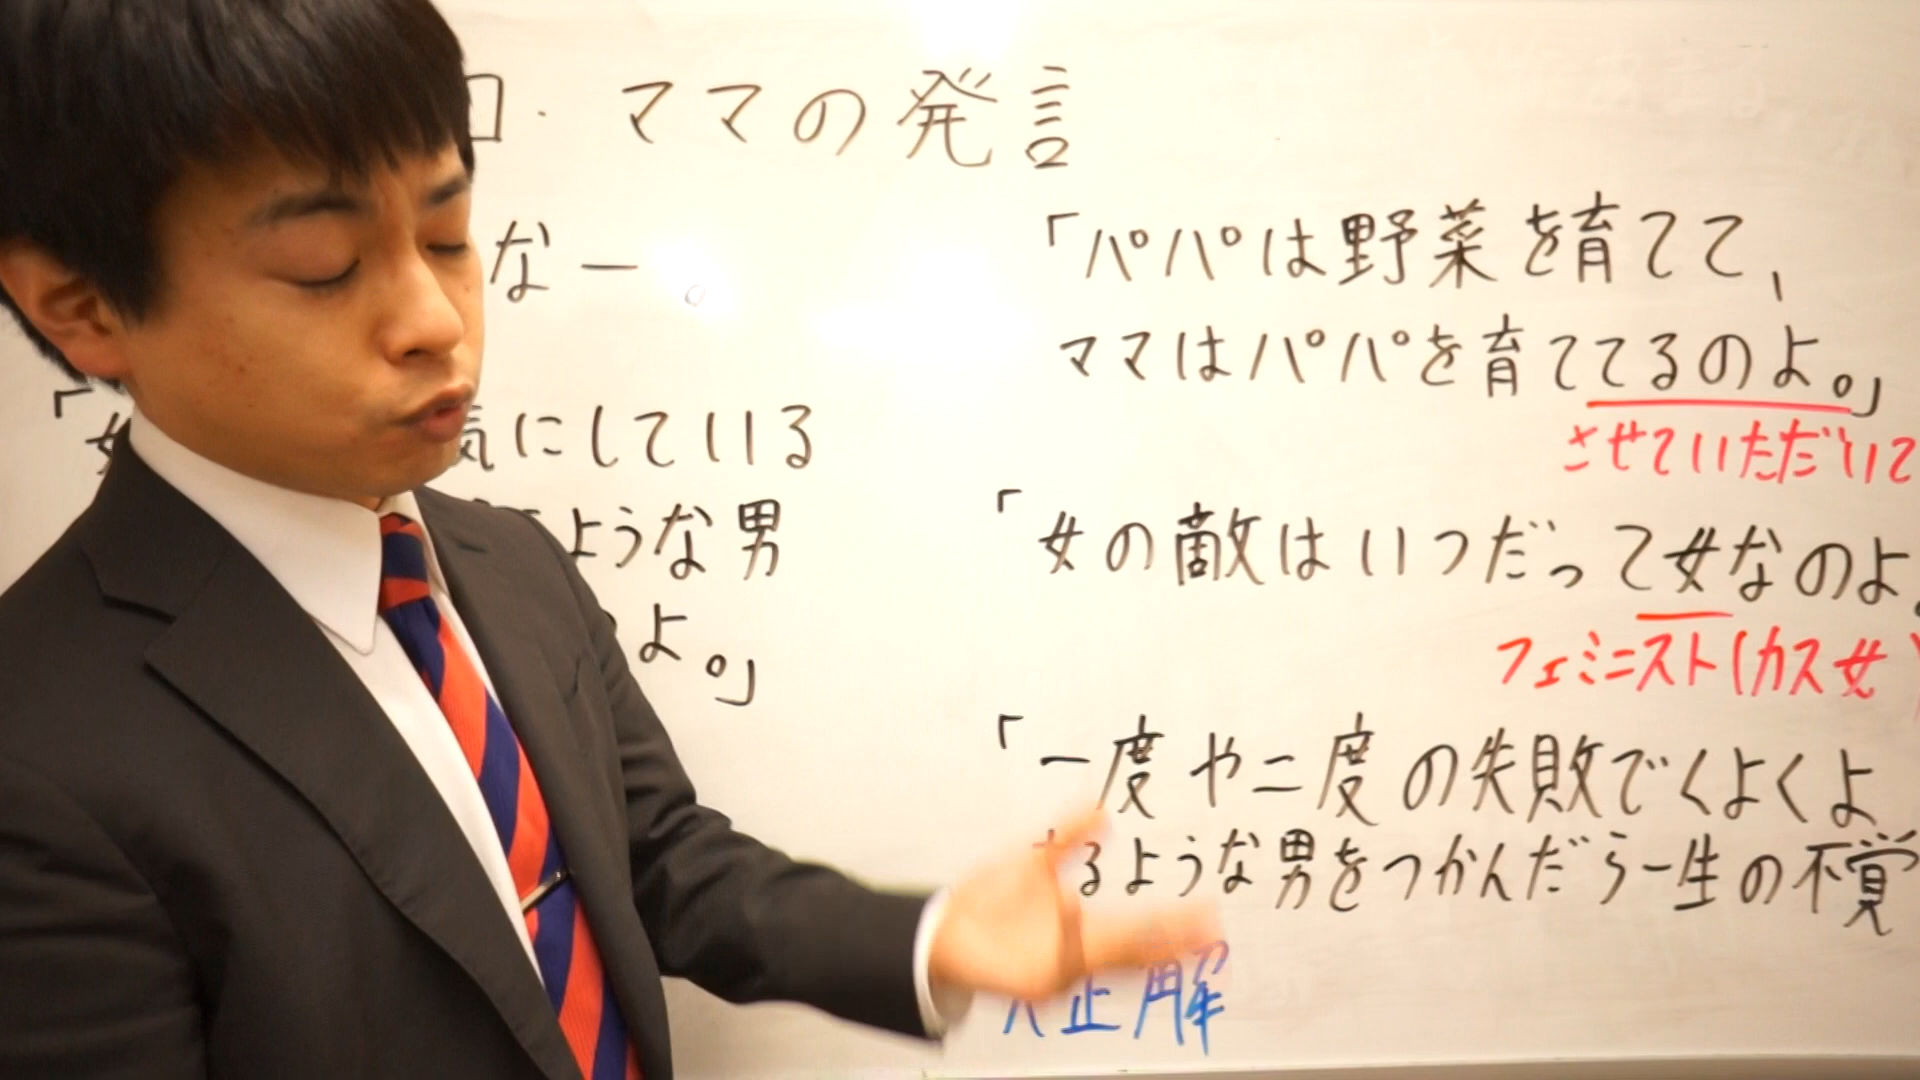 ロ・ママの発言
なー。
気にしている
ような男
よ。」
「パパは野菜を育てて、
ママはパパを育ててるのよ。」
させていただいて
「女の敵はいつだって女なのよ。
フェミニスト(カス女)
「一度や二度の失敗でくよくよ
るような男をつかんだら一生の不覚
正解